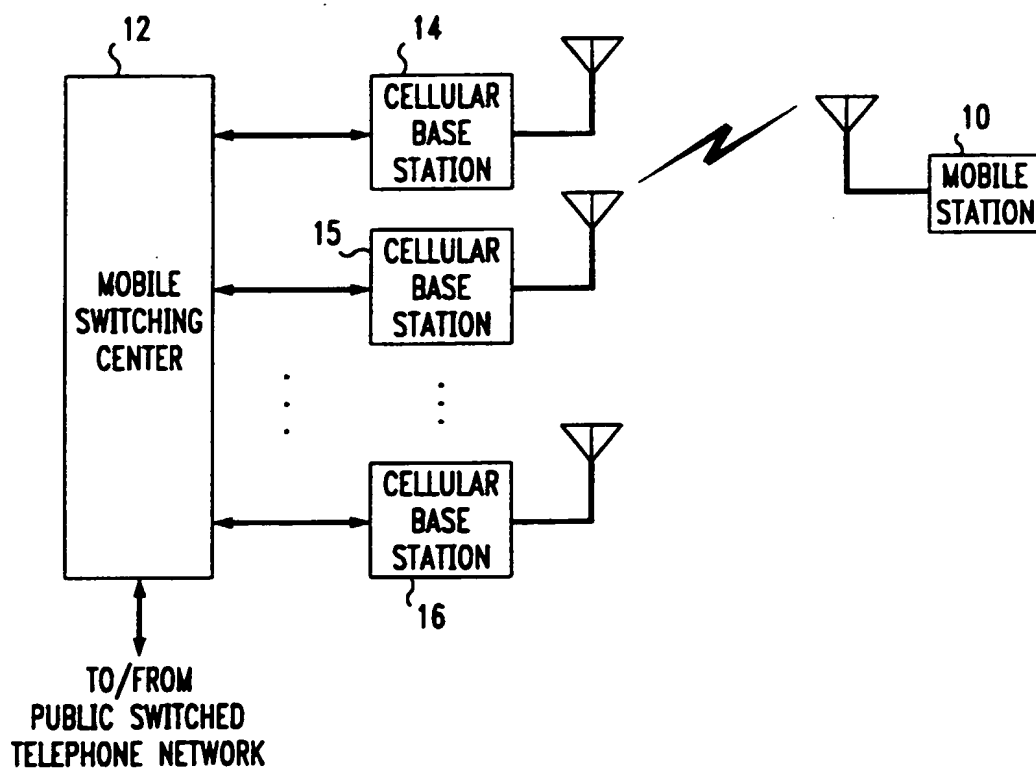 12
14
CELLULAR
BASE
STATION
10
MOBILE
STATION
15
CELLULAR
BASE
STATION
MOBILE
SWITCHING
CENTER
CELLULAR
BASE
STATION
16
TO/FROM
PUBLIC SWITCHED
TELEPHONE NETWORK